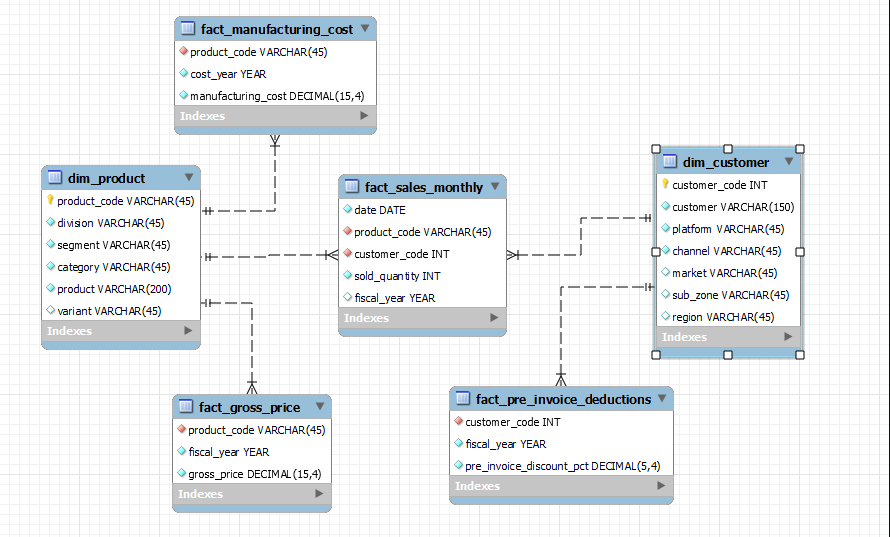 fact_manufacturing_cost
product_code VARCHAR(45)
cost_year YEAR
manufacturing_cost DECIMAL(15,4)
Indexes
dim_product
product_code VARCHAR(45)
division VARCHAR(45)
segment VARCHAR(45)
category VARCHAR(45)
product VARCHAR(200)
variant VARCHAR(45)
Indexes
fact_sales_monthly
date DATE
product_code VARCHAR(45)
customer_code INT
sold_quantity INT
fiscal_year YEAR
Indexes
dim_customer
customer_code INT
customer VARCHAR(150)
platform VARCHAR(45)
channel VARCHAR(45)
market VARCHAR(45)
sub_zone VARCHAR(45)
region VARCHAR(45)
Indexes
fact_gross_price
product_code VARCHAR(45)
fiscal_year YEAR
gross_price DECIMAL(15,4)
Indexes
fact_pre_invoice_deductions
customer_code INT
fiscal_year YEAR
pre_invoice_discount_pct DECIMAL(5,4)
Indexes